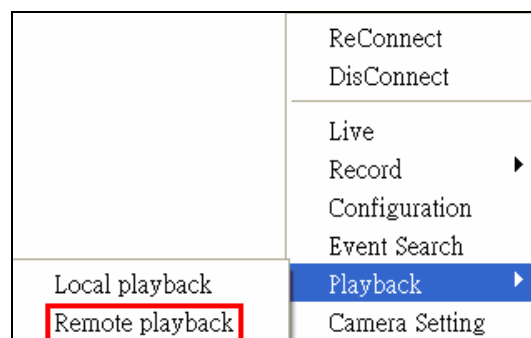 ReConnect
DisConnect
Live
Record
Configuration
Event Search
Playback
Local playback
Remote playback
Camera Setting